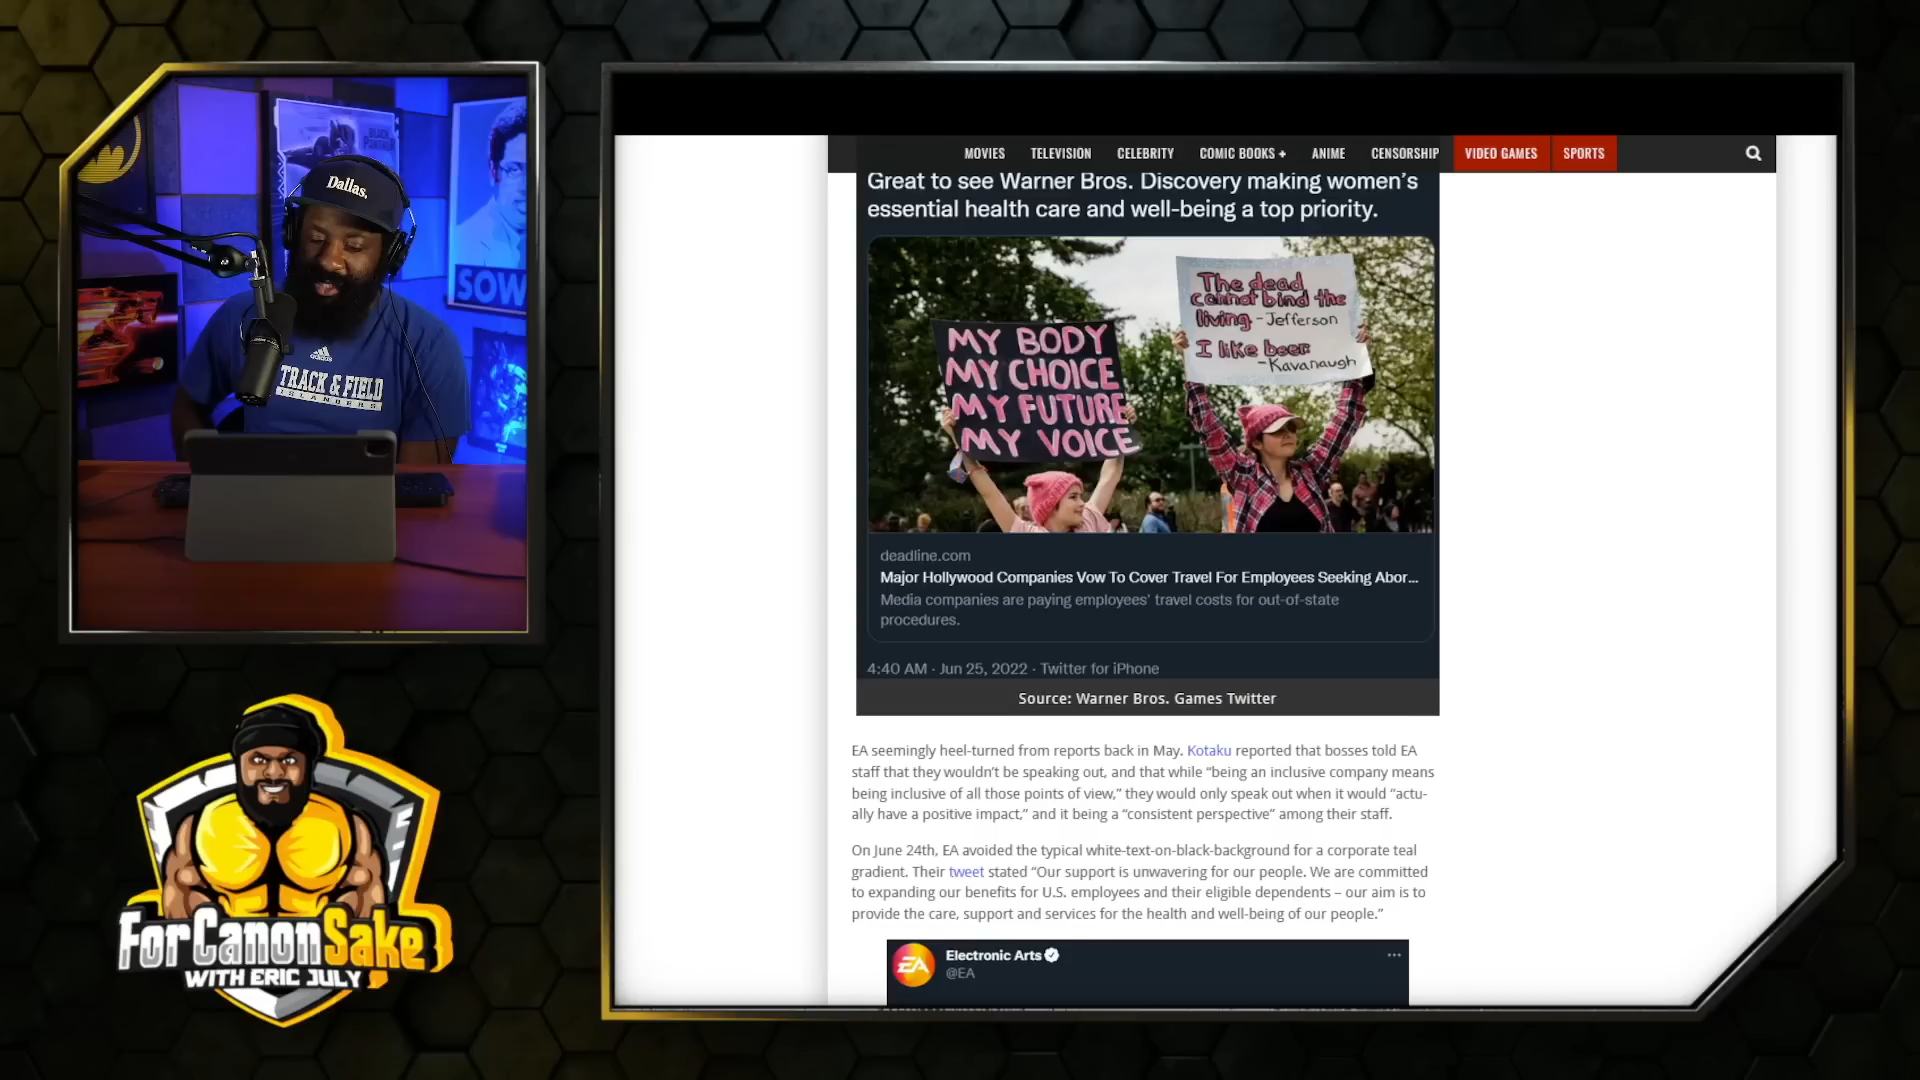 Dallas.
BLACK PANTHER
SOW
adidas
TRACK & FIELD
ISLANDERS
ForCanonSake
WITH ERIC JULY
MOVIES TELEVISION CELEBRITY COMIC BOOKS + ANIME CENSORSHIP VIDEO GAMES SPORTS
Great to see Warner Bros. Discovery making women's
essential health care and well-being a top priority.
MY BODY
MY CHOICE
MY FUTURE
MY VOICE
The dead
cannot bind the
living -Jefferson
I like beer
-Kavanaugh
deadline.com
Major Hollywood Companies Vow To Cover Travel For Employees Seeking Abor...
Media companies are paying employees' travel costs for out-of-state
procedures.
4:40 AM · Jun 25, 2022 · Twitter for iPhone
Source: Warner Bros. Games Twitter
EA seemingly heel-turned from reports back in May. Kotaku reported that bosses told EA
staff that they wouldn't be speaking out, and that while “being an inclusive company means
being inclusive of all those points of view,” they would only speak out when it would “actu-
ally have a positive impact,” and it being a “consistent perspective” among their staff.
On June 24th, EA avoided the typical white-text-on-black-background for a corporate teal
gradient. Their tweet stated “Our support is unwavering for our people. We are committed
to expanding our benefits for U.S. employees and their eligible dependents – our aim is to
provide the care, support and services for the health and well-being of our people.”
EA
Electronic Arts
@EA